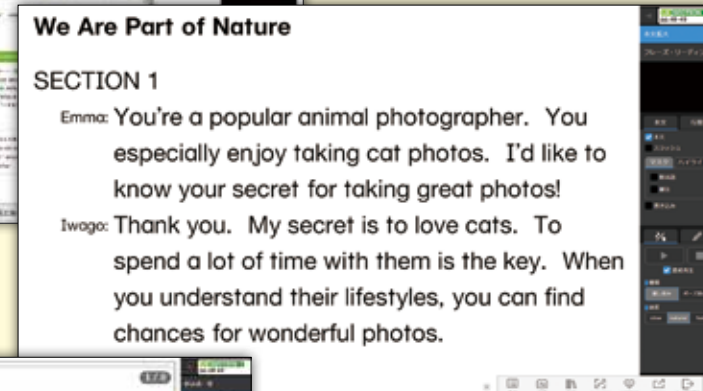 We Are Part of Nature
SECTION 1
Emma: You're a popular animal photographer. You
especially enjoy taking cat photos. I'd like to
know your secret for taking great photos!
Iwago: Thank you. My secret is to love cats. To
spend a lot of time with them is the key. When
you understand their lifestyles, you can find
chances for wonderful photos.